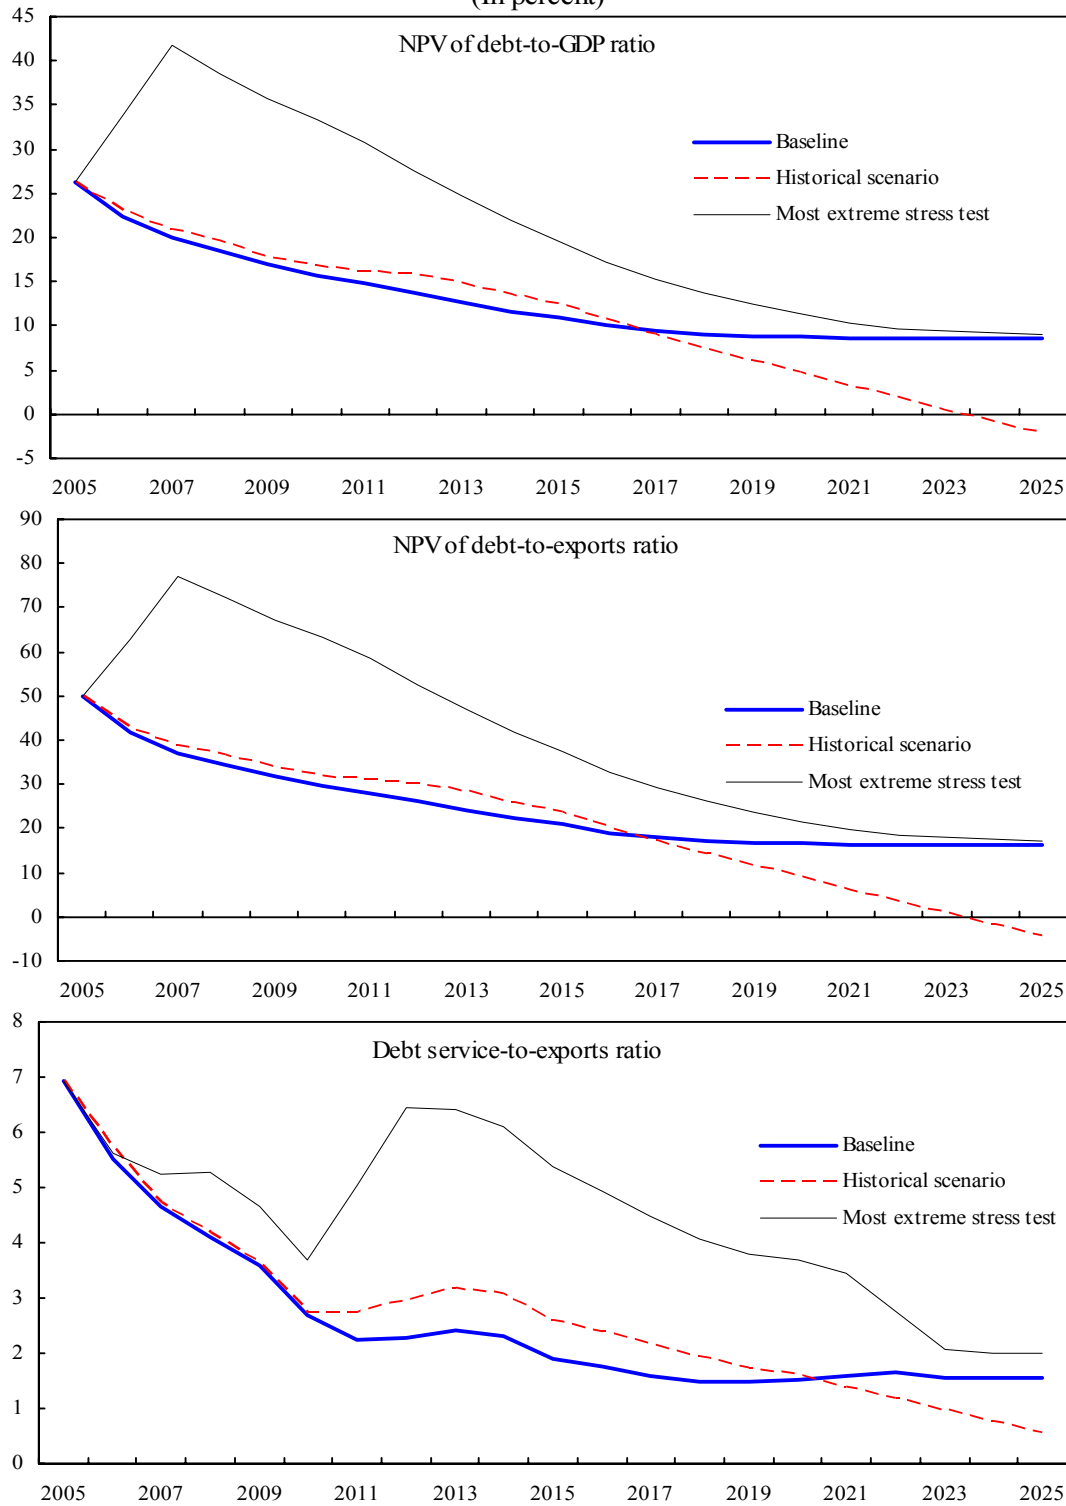 (In percent)
45
NPV of debt-to-GDP ratio
40
35
30
Baseline
25
Historical scenario
20
Most extreme stress test
15
10
5
0
-5
2005 2007 2009 2011 2013 2015 2017 2019 2021 2023 2025
90
NPV of debt-to-exports ratio
80
70
60
50
Baseline
40
Historical scenario
30
Most extreme stress test
20
10
0
-10
2005 2007 2009 2011 2013 2015 2017 2019 2021 2023 2025
8
Debt service-to-exports ratio
7
6
Baseline
5
Historical scenario
Most extreme stress test
4
3
2
1
0
2005 2007 2009 2011 2013 2015 2017 2019 2021 2023 2025